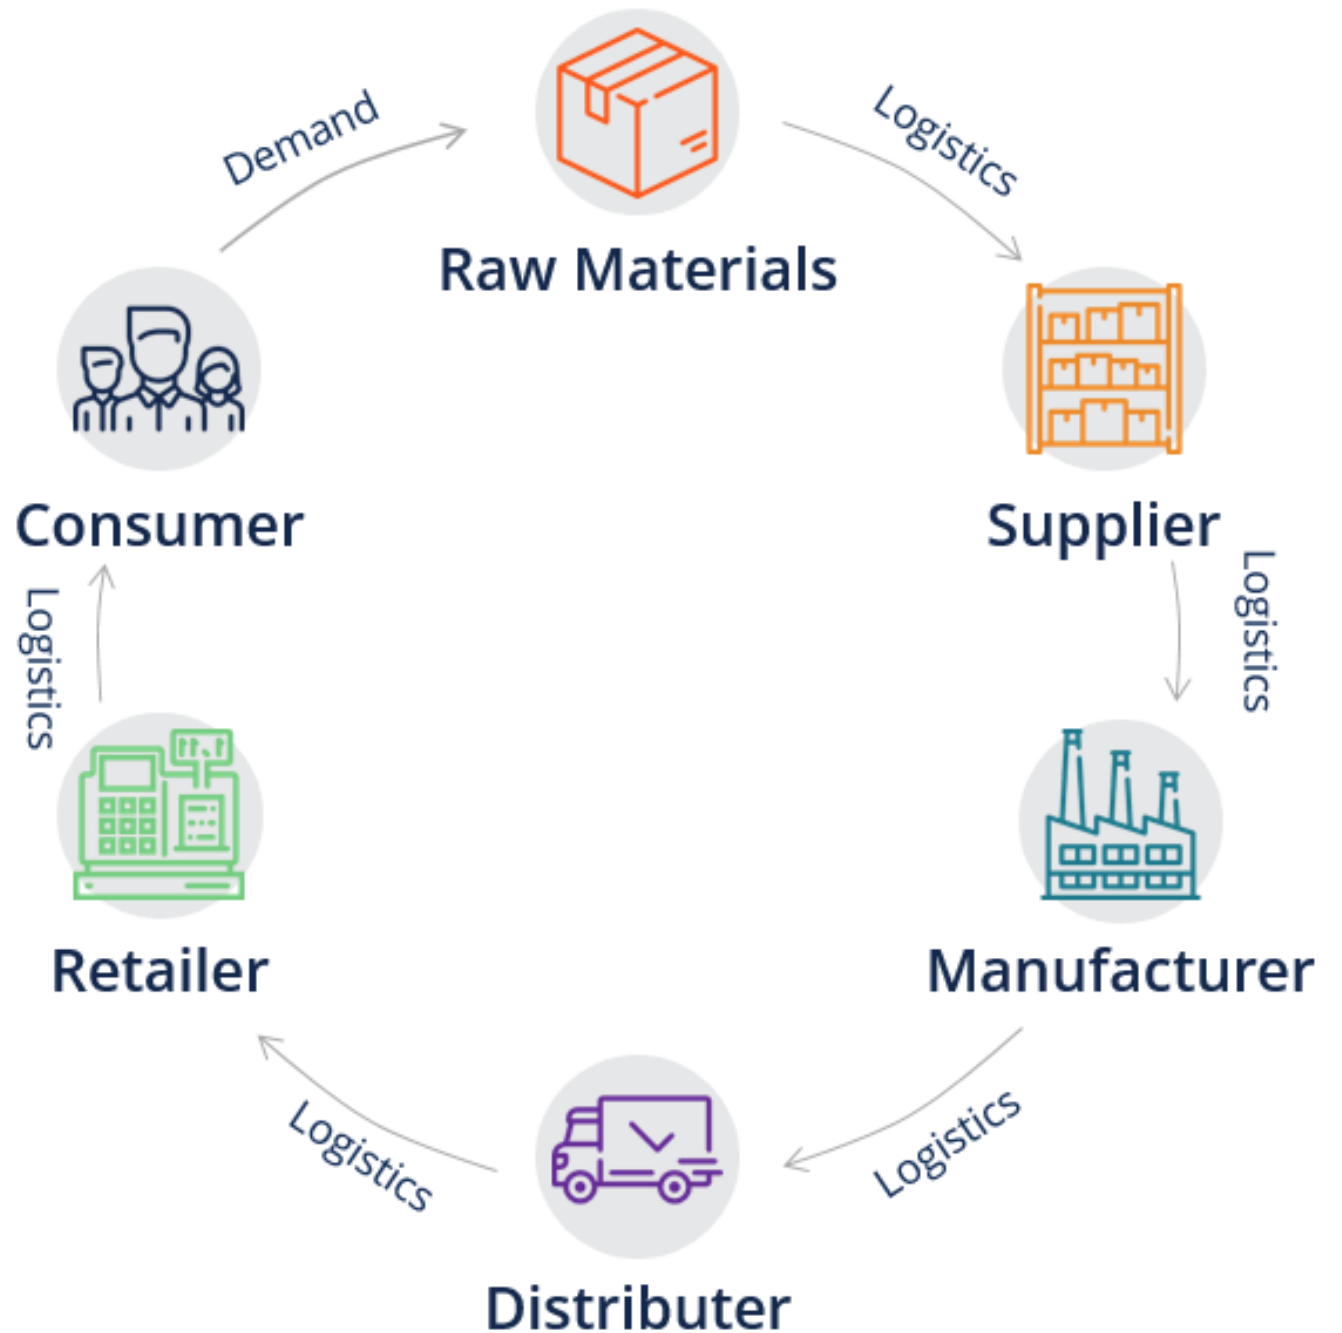 Demand
Logistics
Raw Materials
Consumer
Supplier
Logistics
Logistics
Retailer
Manufacturer
Logistics
Logistics
Distributer